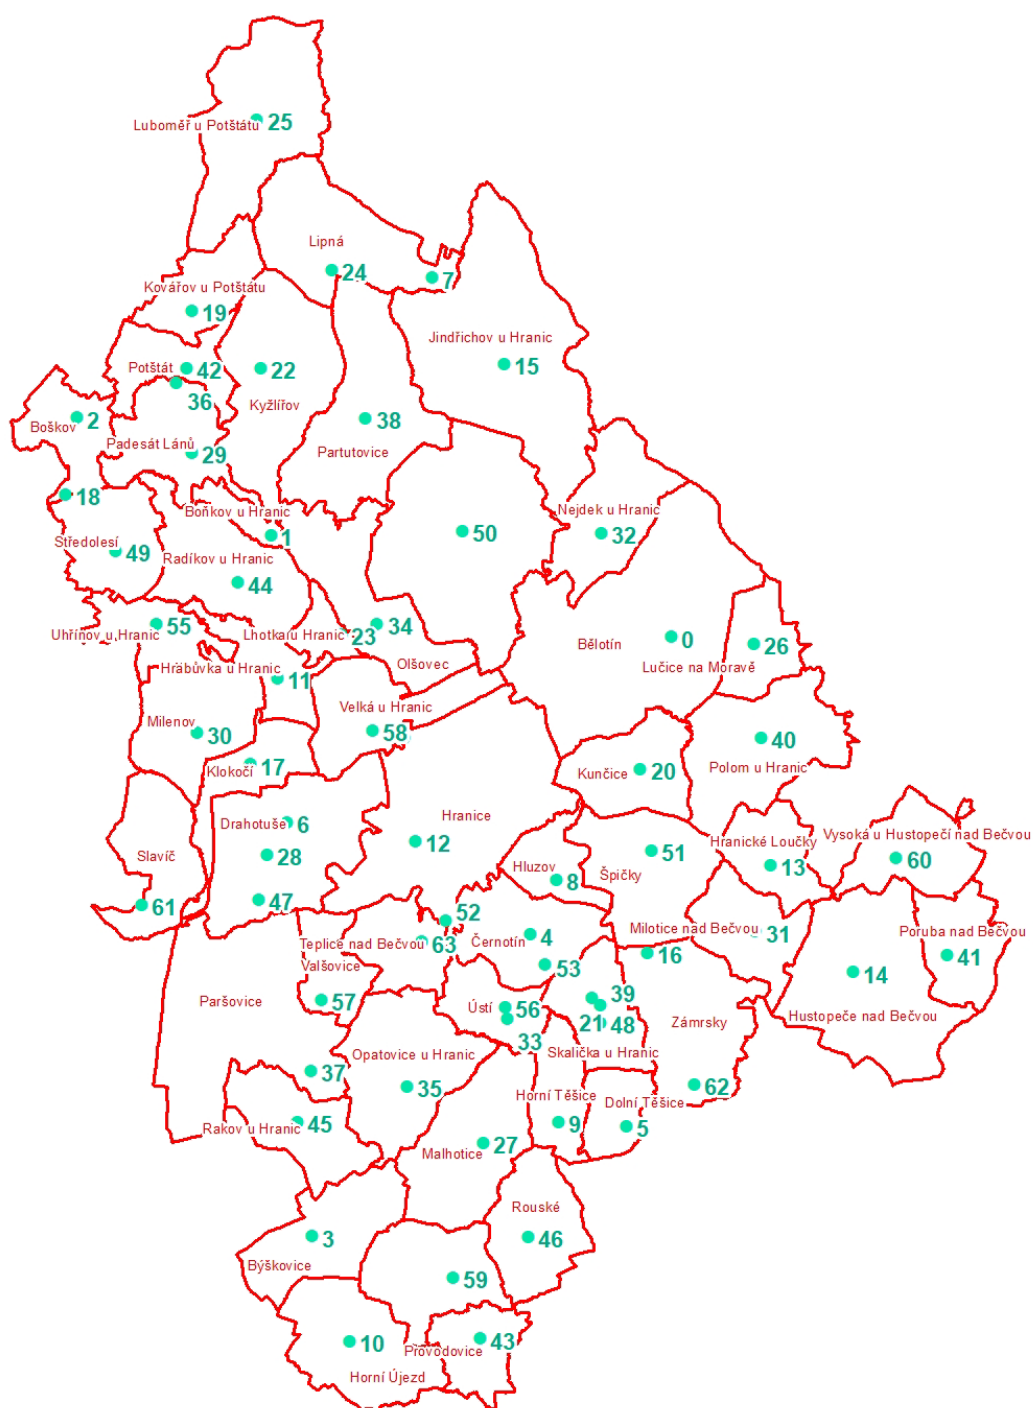 25
Luboměř u Potštátu
Lipná
24
7
Kovářov u Potštátu
19
Jindřichov u Hranic
15
Potštát
42
22
36
Kyžlířov
2
Boškov
38
Padesát Lánů
Partutovice
29
18
Boňkov u Hranic
Nejdek u Hranic
1
50
32
Středolesí
49
Radíkov u Hranic
44
55
Uhřínov u Hranic
Lhotka u Hranic
23
34
0
Bělotín
26
Lučice na Moravě
Olšovec
Hrabůvka u Hranic
11
Velká u Hranic
Milenov
30
58
40
Klokočí
17
Kunčice
20
Polom u Hranic
Drahotuše
6
Hranice
12
Hranické Loučky
Vysoká u Hustopečí nad Bečvou
Slavíč
28
51
13
60
Hluzov
8
Špičky
61
47
52
Teplice nad Bečvou
63
Černotín
4
Milotice nad Bečvou
31
Poruba nad Bečvou
Valšovice
53
16
41
14
Paršovice
57
Ústí
56
39
21
48
Zámrsky
Hustopeče nad Bečvou
33
Opatovice u Hranic
Skalička u Hranic
37
35
62
Horní Těšice
Dolní Těšice
Rakov u Hranic
45
9
5
Malhotice
27
Rouské
3
46
Býškovice
59
10
43
Provodovice
Horní Újezd